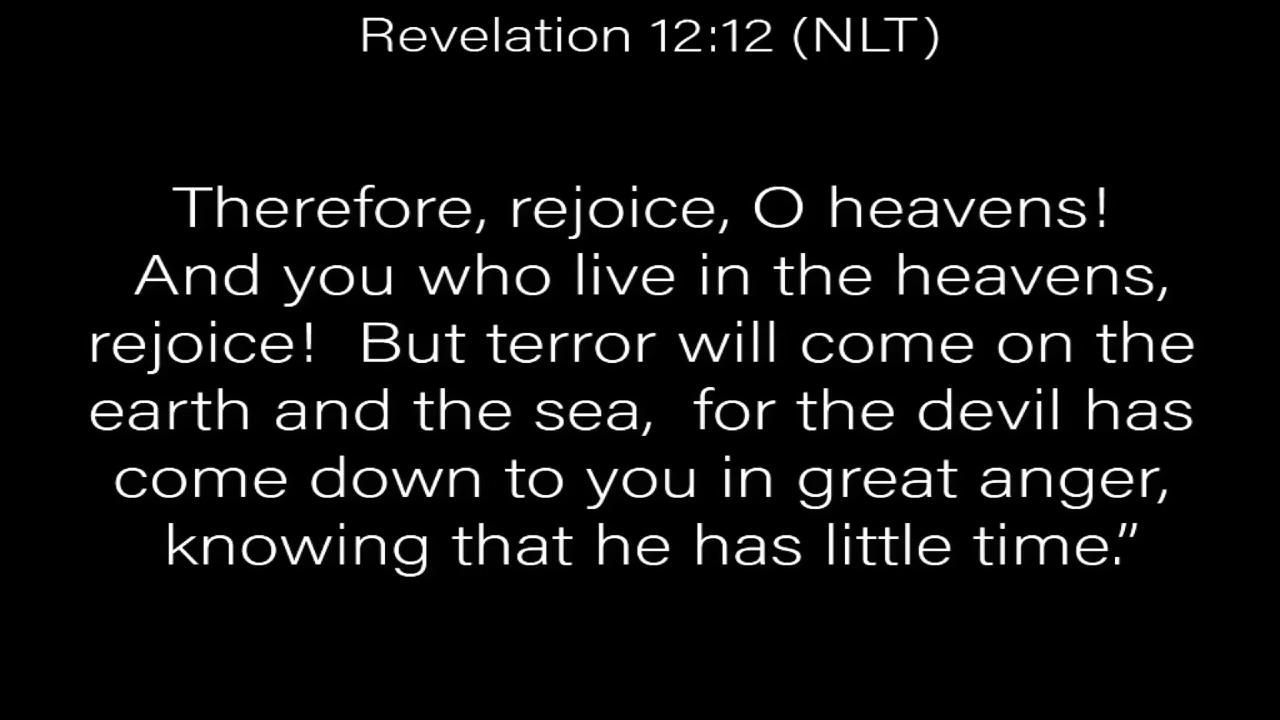 Revelation 12:12 (NLT)
Therefore, rejoice, O heavens!
And you who live in the heavens,
rejoice!  But terror will come on the
earth and the sea,  for the devil has
come down to you in great anger,
knowing that he has little time.”